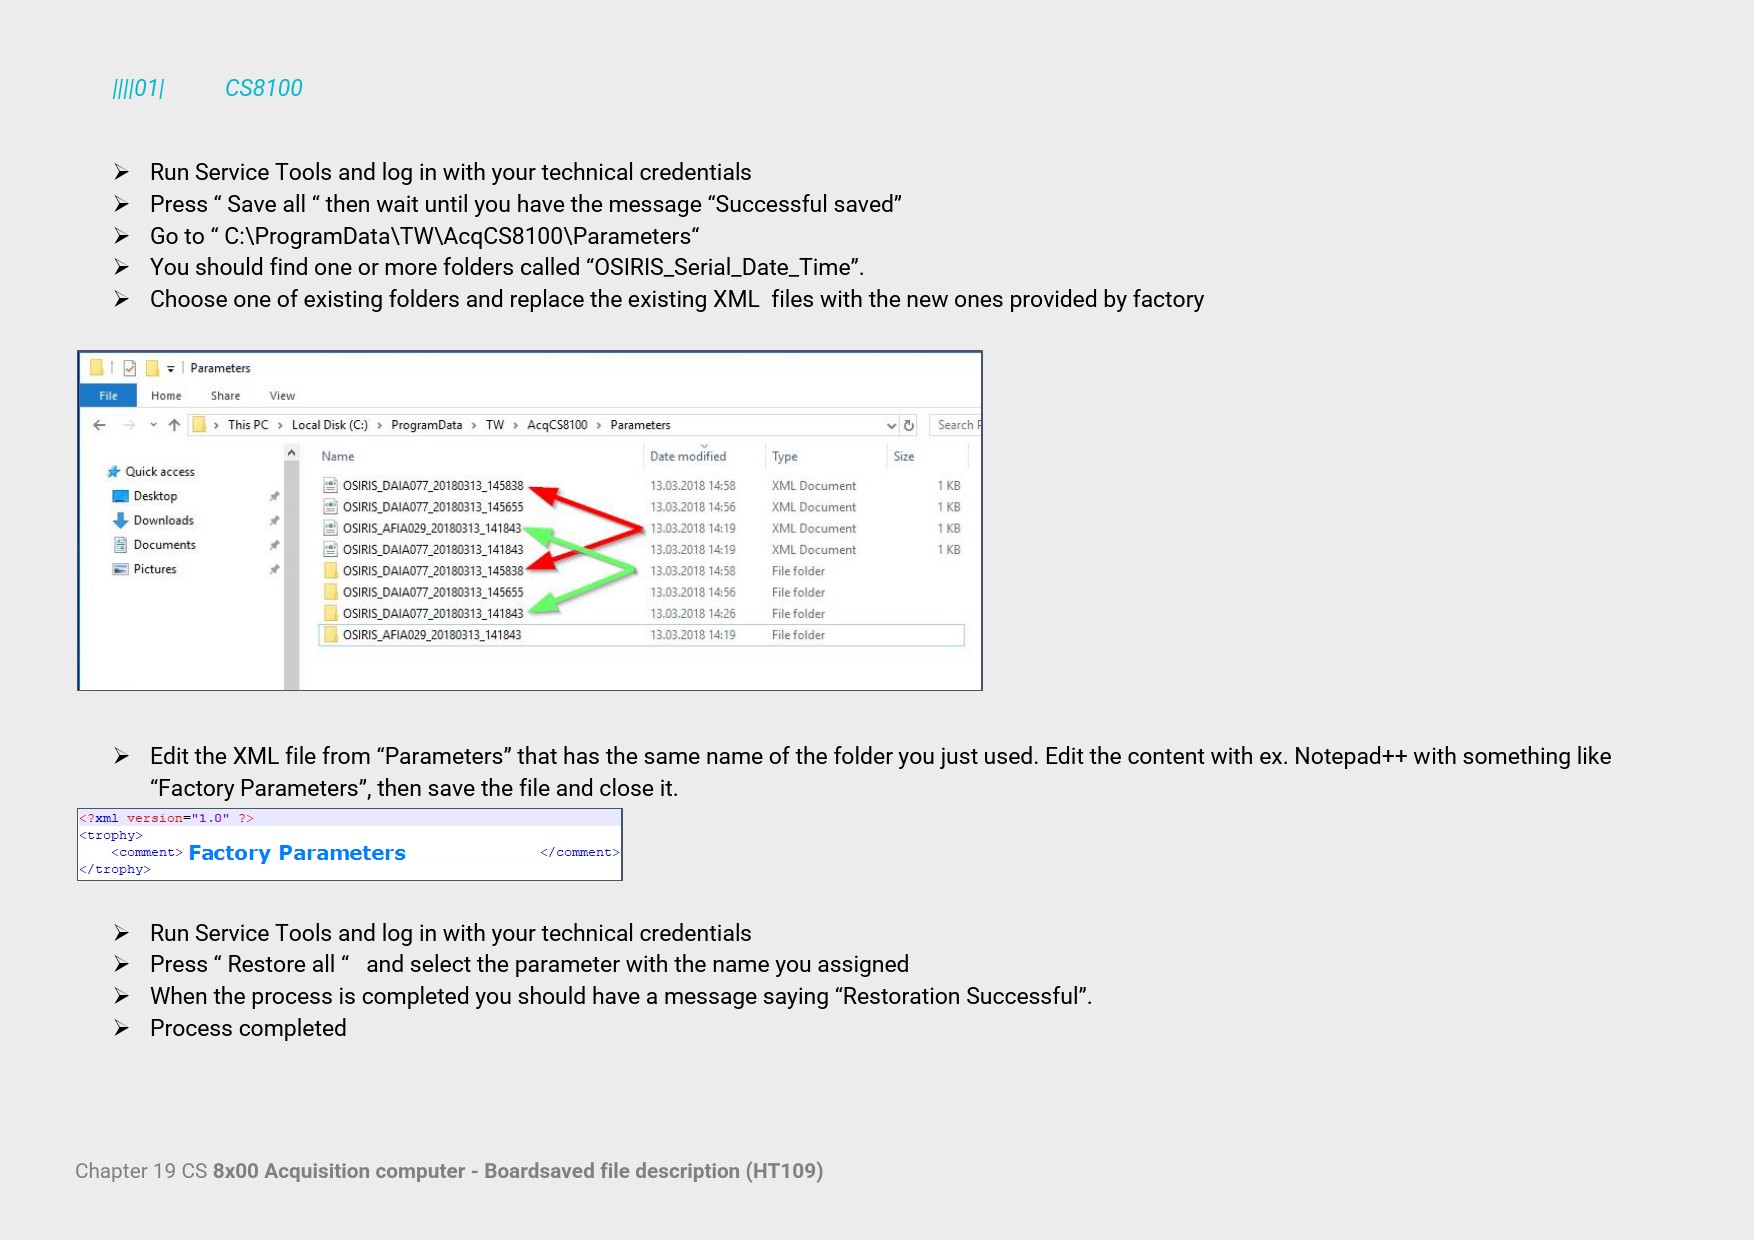 ||||01| CS8100
➢ Run Service Tools and log in with your technical credentials
➢ Press “ Save all “ then wait until you have the message “Successful saved”
➢ Go to “ C:\ProgramData\TW\AcqCS8100\Parameters“
➢ You should find one or more folders called “OSIRIS_Serial_Date_Time”.
➢ Choose one of existing folders and replace the existing XML  files with the new ones provided by factory
Parameters
File Home Share View
This PC > Local Disk (C:) > ProgramData > TW > AcqCS8100 > Parameters Search
Name Date modified Type Size
Quick access
Desktop
Downloads
Documents
Pictures
OSIRIS_DAIA077_20180313_145838 13.03.2018 14:58 XML Document 1 KB
OSIRIS_DAIA077_20180313_145655 13.03.2018 14:56 XML Document 1 KB
OSIRIS_AFIA029_20180313_141843 13.03.2018 14:19 XML Document 1 KB
OSIRIS_DAIA077_20180313_141843 13.03.2018 14:19 XML Document 1 KB
OSIRIS_DAIA077_20180313_145838 13.03.2018 14:58 File folder
OSIRIS_DAIA077_20180313_145655 13.03.2018 14:56 File folder
OSIRIS_DAIA077_20180313_141843 13.03.2018 14:26 File folder
OSIRIS_AFIA029_20180313_141843 13.03.2018 14:19 File folder
➢ Edit the XML file from “Parameters” that has the same name of the folder you just used. Edit the content with ex. Notepad++ with something like
“Factory Parameters”, then save the file and close it.
<?xml version="1.0" ?>
<trophy>
<comment> Factory Parameters </comment>
</trophy>
➢ Run Service Tools and log in with your technical credentials
➢ Press “ Restore all “  and select the parameter with the name you assigned
➢ When the process is completed you should have a message saying “Restoration Successful”.
➢ Process completed
Chapter 19 CS 8x00 Acquisition computer - Boardsaved file description (HT109)